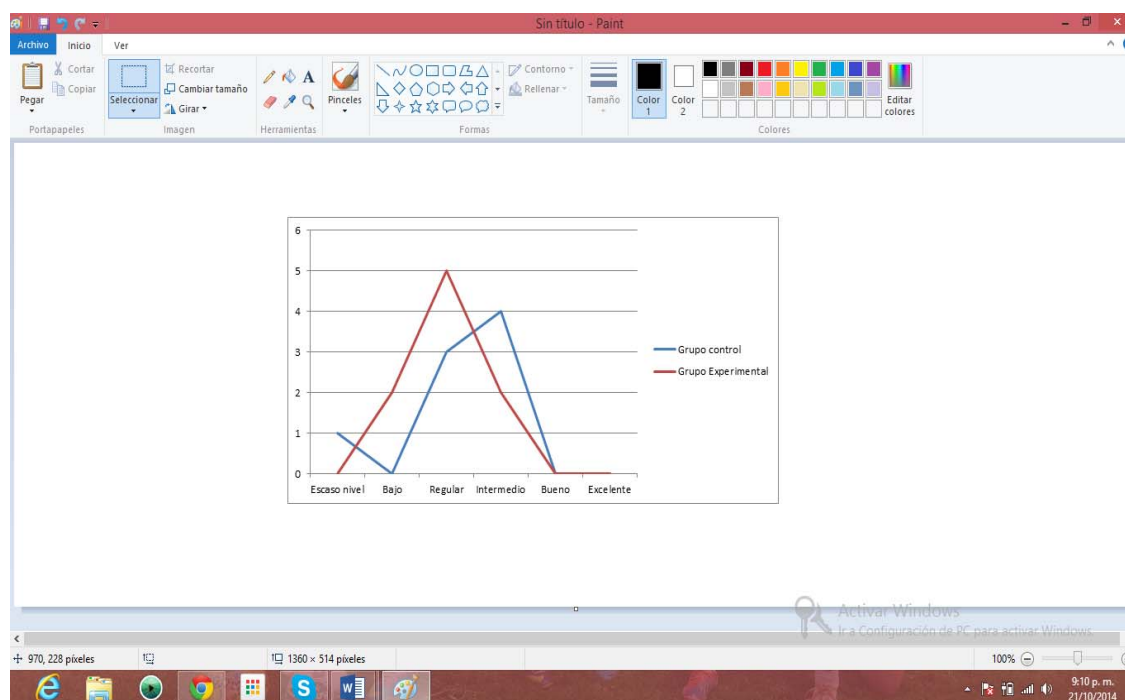 Sin título - Paint
Archivo Inicio Ver
Pegar
Cortar
Copiar
Portapapeles
Seleccionar
Recortar
Cambiar tamaño
Girar
Imagen
A
Herramientas
Pinceles
Contorno
Rellenar
Formas
Tamaño
Color 1
Color 2
Editar colores
Colores
6
5
4
3
2
1
0
Escaso nivel Bajo Regular Intermedio Bueno Excelente
Grupo control
Grupo Experimental
Activar Windows
Ir a Configuración de PC para activar Windows.
970, 228 píxeles
1360 × 514 píxeles
100%
9:10 p. m.
21/10/2014